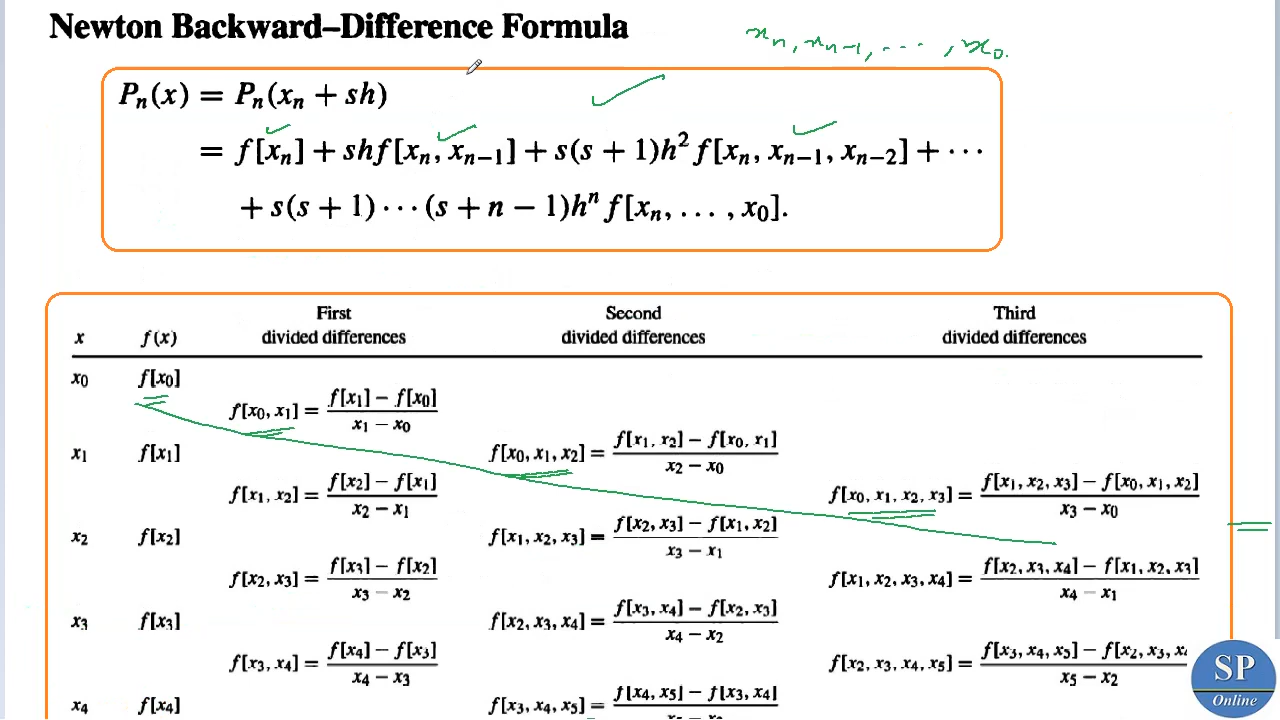 Newton Backward–Difference Formula
xn, xn-1, ..., x0.
Pn(x) = Pn(xn + sh)
= f[xn] + shf[xn, xn−1] + s(s + 1)h² f[xn, xn−1, xn−2] + ···
+ s(s + 1) ··· (s + n − 1)hⁿ f[xn, ..., x0].
First Second Third
x f(x) divided differences divided differences divided differences
x0 f[x0]
f[x0, x1] = (f[x1] − f[x0]) / (x1 − x0)
x1 f[x1] f[x0, x1, x2] = (f[x1, x2] − f[x0, x1]) / (x2 − x0)
f[x1, x2] = (f[x2] − f[x1]) / (x2 − x1) f[x0, x1, x2, x3] = (f[x1, x2, x3] − f[x0, x1, x2]) / (x3 − x0)
x2 f[x2] f[x1, x2, x3] = (f[x2, x3] − f[x1, x2]) / (x3 − x1)
f[x2, x3] = (f[x3] − f[x2]) / (x3 − x2) f[x1, x2, x3, x4] = (f[x2, x3, x4] − f[x1, x2, x3]) / (x4 − x1)
x3 f[x3] f[x2, x3, x4] = (f[x3, x4] − f[x2, x3]) / (x4 − x2)
f[x3, x4] = (f[x4] − f[x3]) / (x4 − x3) f[x2, x3, x4, x5] = (f[x3, x4, x5] − f[x2, x3, x4 / (x5 − x2)
x4 f[x4] f[x3, x4, x5] = f[x4, x5] − f[x3, x4]
SP
Online